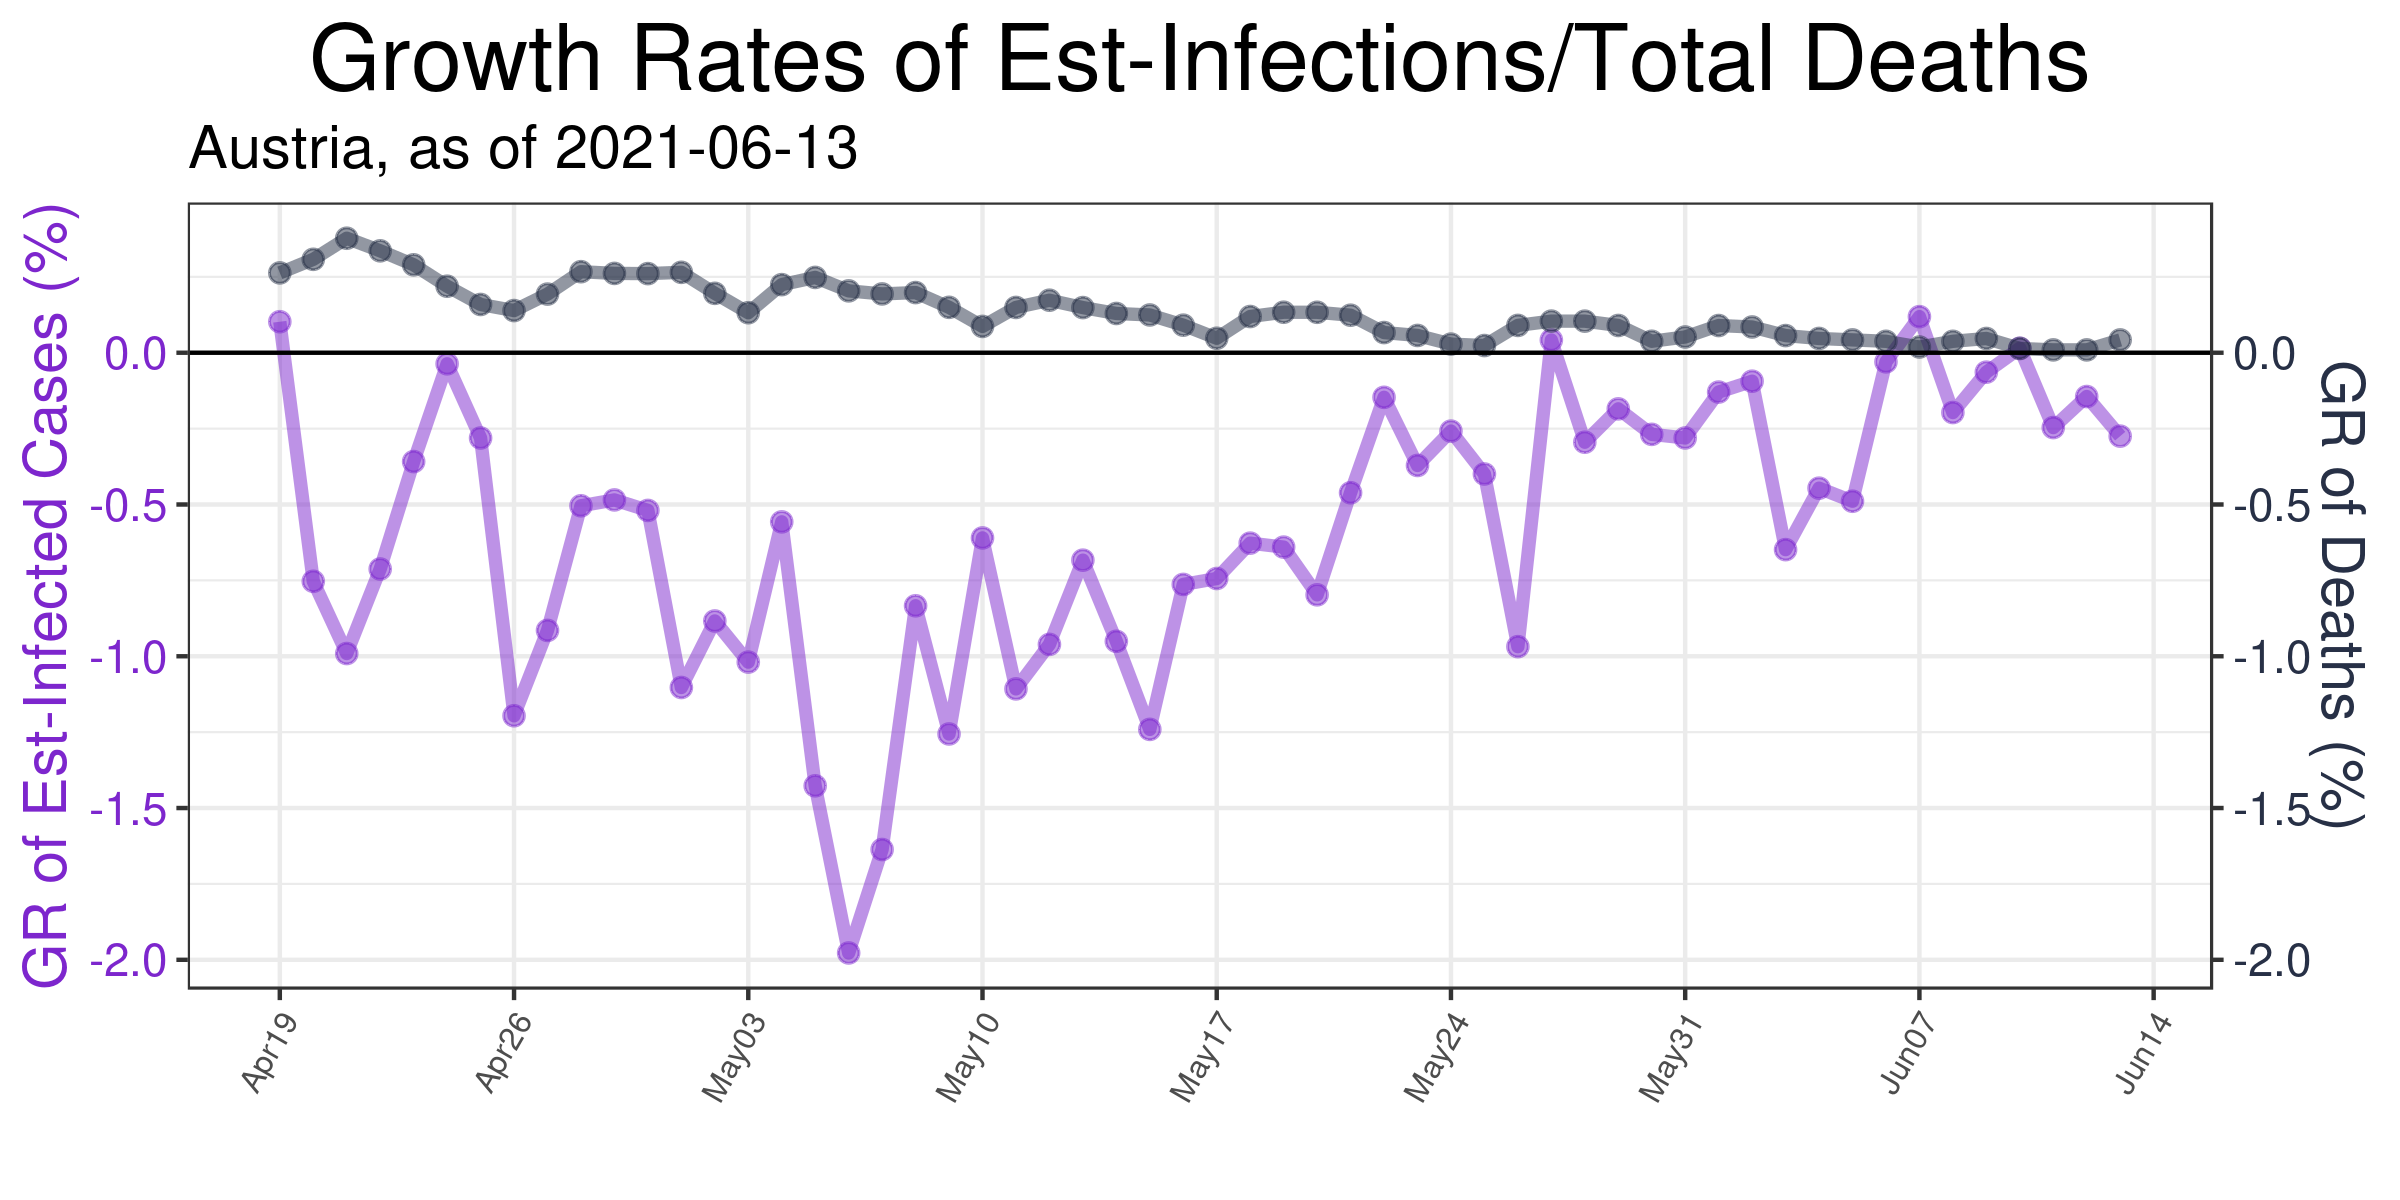 Growth Rates of Est-Infections/Total Deaths
Austria, as of 2021-06-13
GR of Est-Infected Cases (%)
0.0
-0.5
-1.0
-1.5
-2.0
0.0
-0.5
-1.0
-1.5
-2.0
GR of Deaths (%)
Apr19
Apr26
May03
May10
May17
May24
May31
Jun07
Jun14